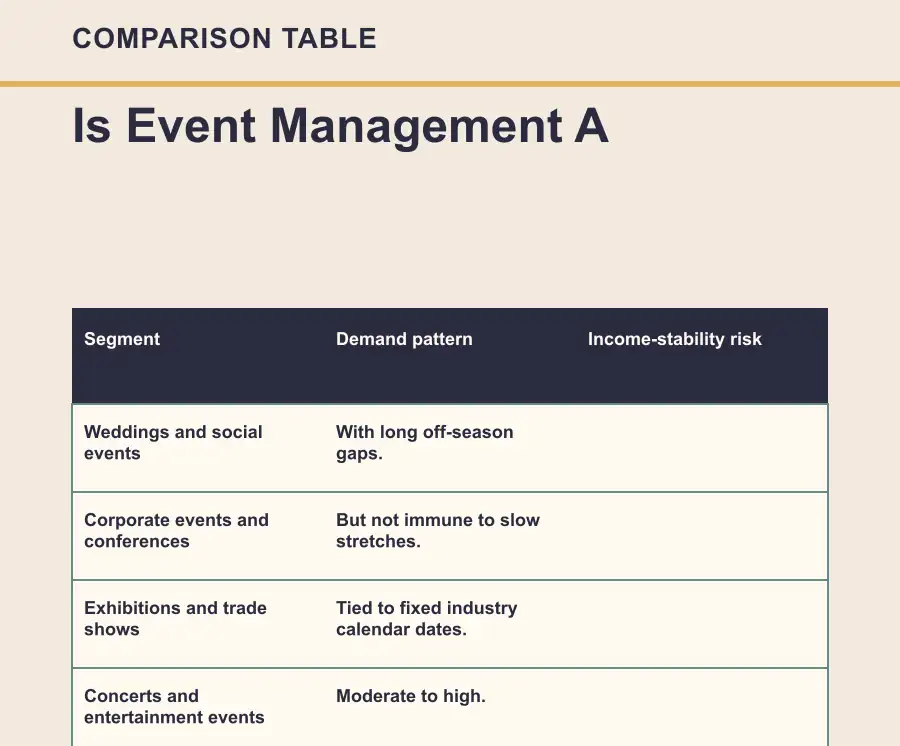 COMPARISON TABLE
Is Event Management A
Segment Demand pattern Income-stability risk
Weddings and social
events
With long off-season
gaps.
Corporate events and
conferences
But not immune to slow
stretches.
Exhibitions and trade
shows
Tied to fixed industry
calendar dates.
Concerts and
entertainment events
Moderate to high.